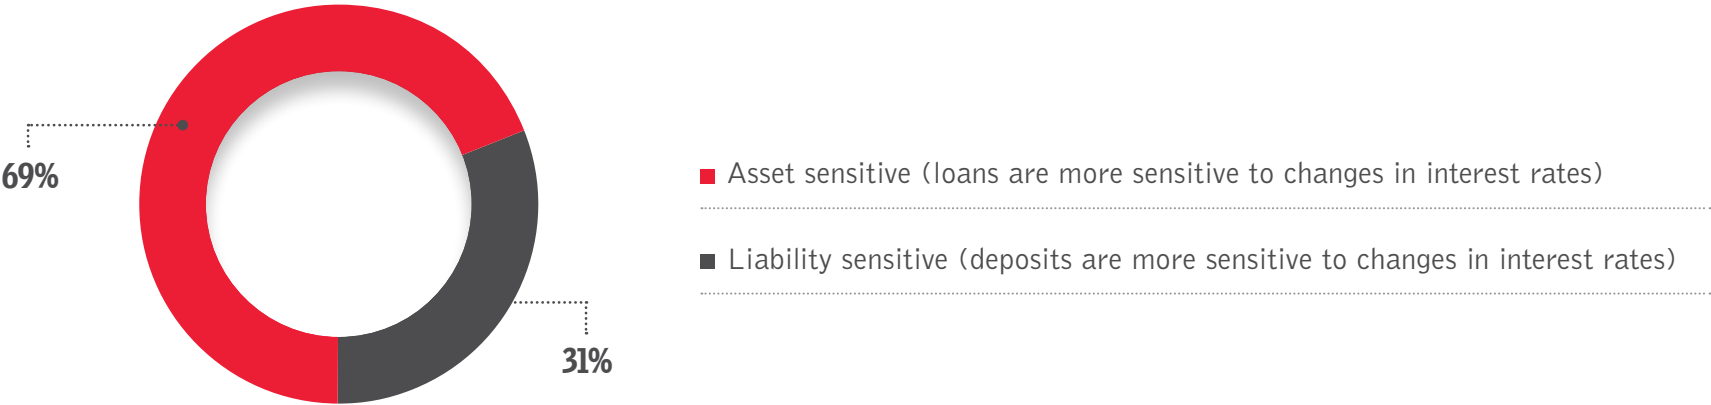 69%
31%
Asset sensitive (loans are more sensitive to changes in interest rates)
Liability sensitive (deposits are more sensitive to changes in interest rates)